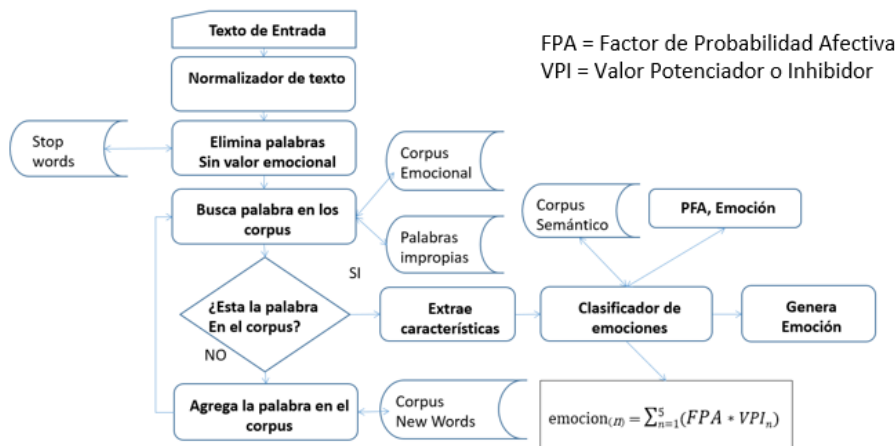 Texto de Entrada
FPA = Factor de Probabilidad Afectiva
VPI = Valor Potenciador o Inhibidor
Normalizador de texto
Stop
words
Elimina palabras
Sin valor emocional
Corpus
Emocional
Busca palabra en los
corpus
Palabras
impropias
Corpus
Semántico
PFA, Emoción
SI
¿Esta la palabra
En el corpus?
Extrae
características
Clasificador de
emociones
Genera
Emoción
NO
Agrega la palabra en el
corpus
Corpus
New Words
emocion₍ₙ₎ = ∑⁵ₙ₌₁(FPA * VPIₙ)